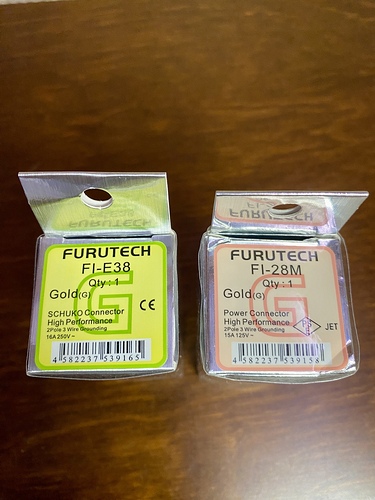 FURUTECH
FI-E38
Qty : 1
Gold(G)
G
CE
SCHUKO Connector
High Performance
2Pole 3 Wire Grounding
16A 250V ~
4 582237 539165
FURUTECH
FURUTECH
FI-28M
Qty : 1
Gold(G)
G
Power Connector
High Performance
2Pole 3 Wire Grounding
15A 125V ~
PS
E
JET
4 582237 539158